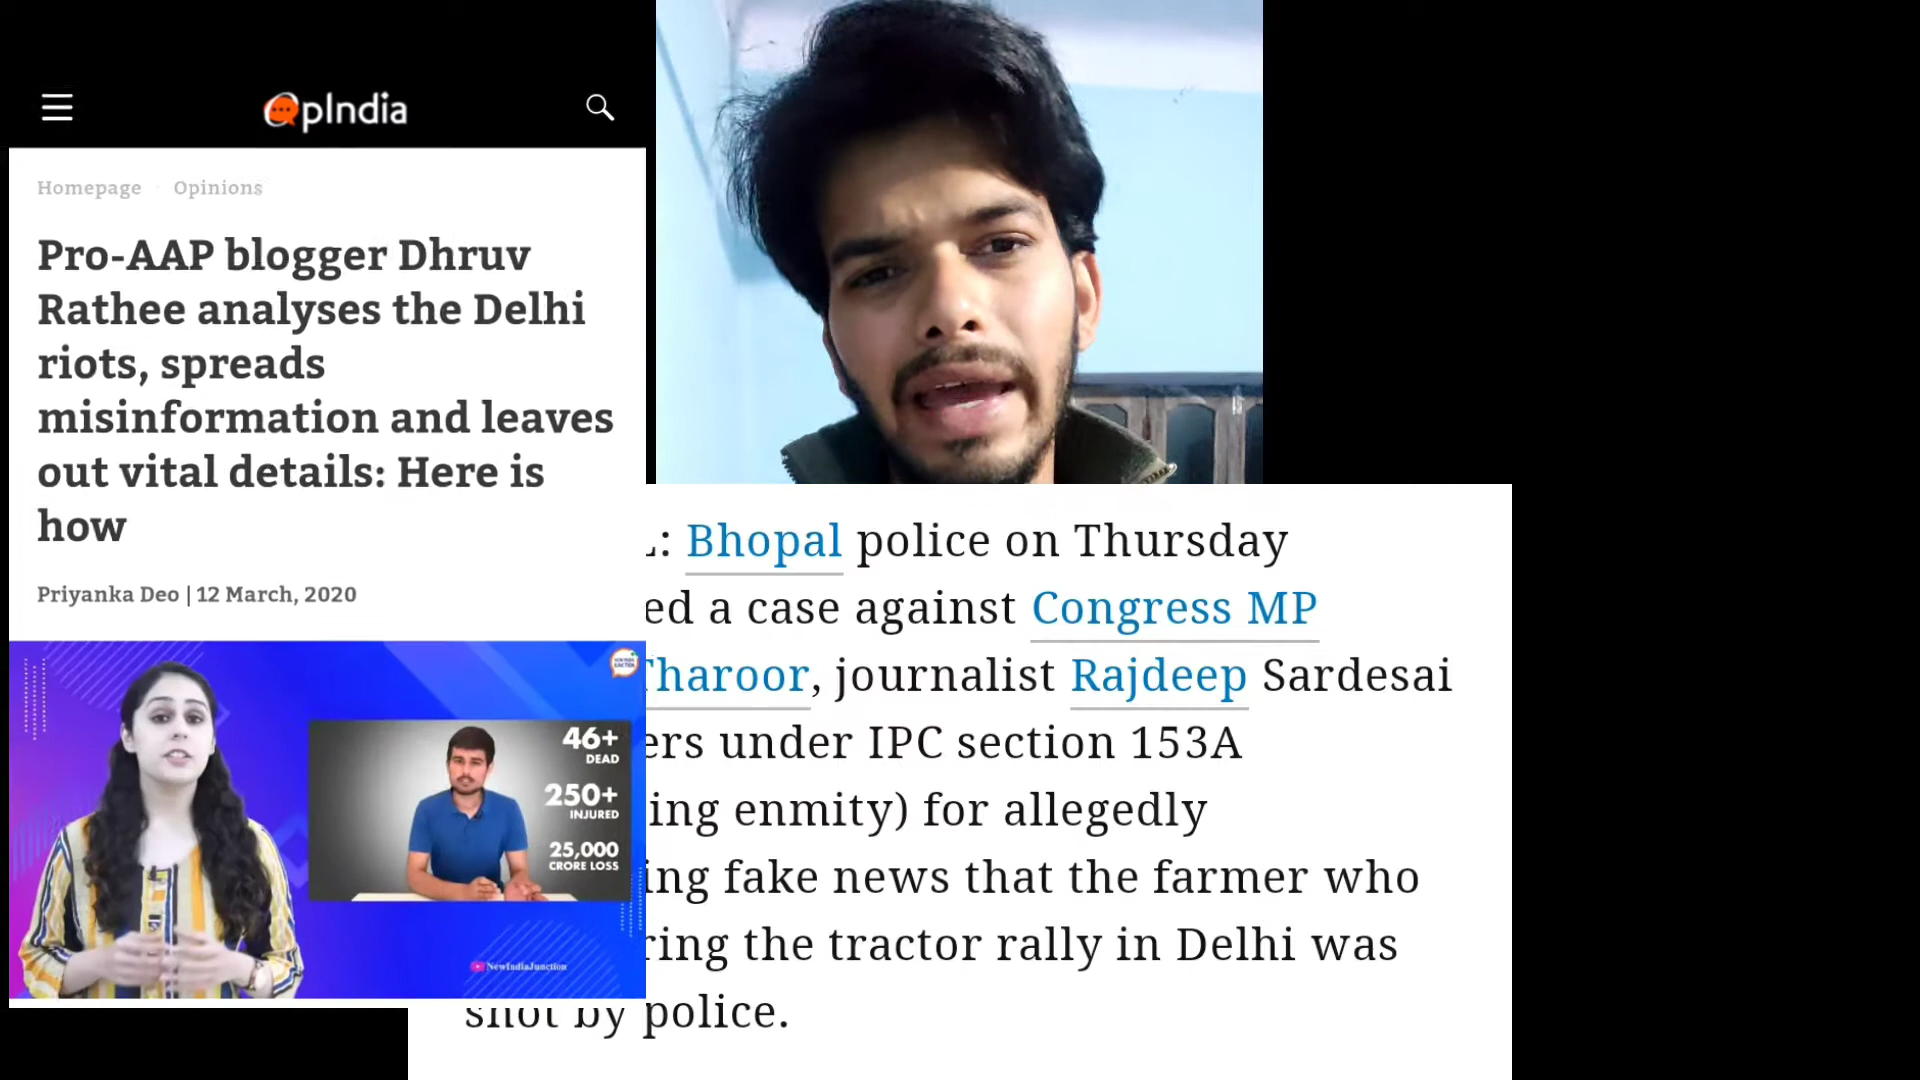 OpIndia
Homepage · Opinions
Pro-AAP blogger Dhruv
Rathee analyses the Delhi
riots, spreads
misinformation and leaves
out vital details: Here is
how
Priyanka Deo | 12 March, 2020
46+
DEAD
250+
INJURED
25,000
CRORE LOSS
NewIndiaJunction
: Bhopal police on Thursday
ed a case against Congress MP
Tharoor, journalist Rajdeep Sardesai
ers under IPC section 153A
ing enmity) for allegedly
ing fake news that the farmer who
ring the tractor rally in Delhi was
shot by police.